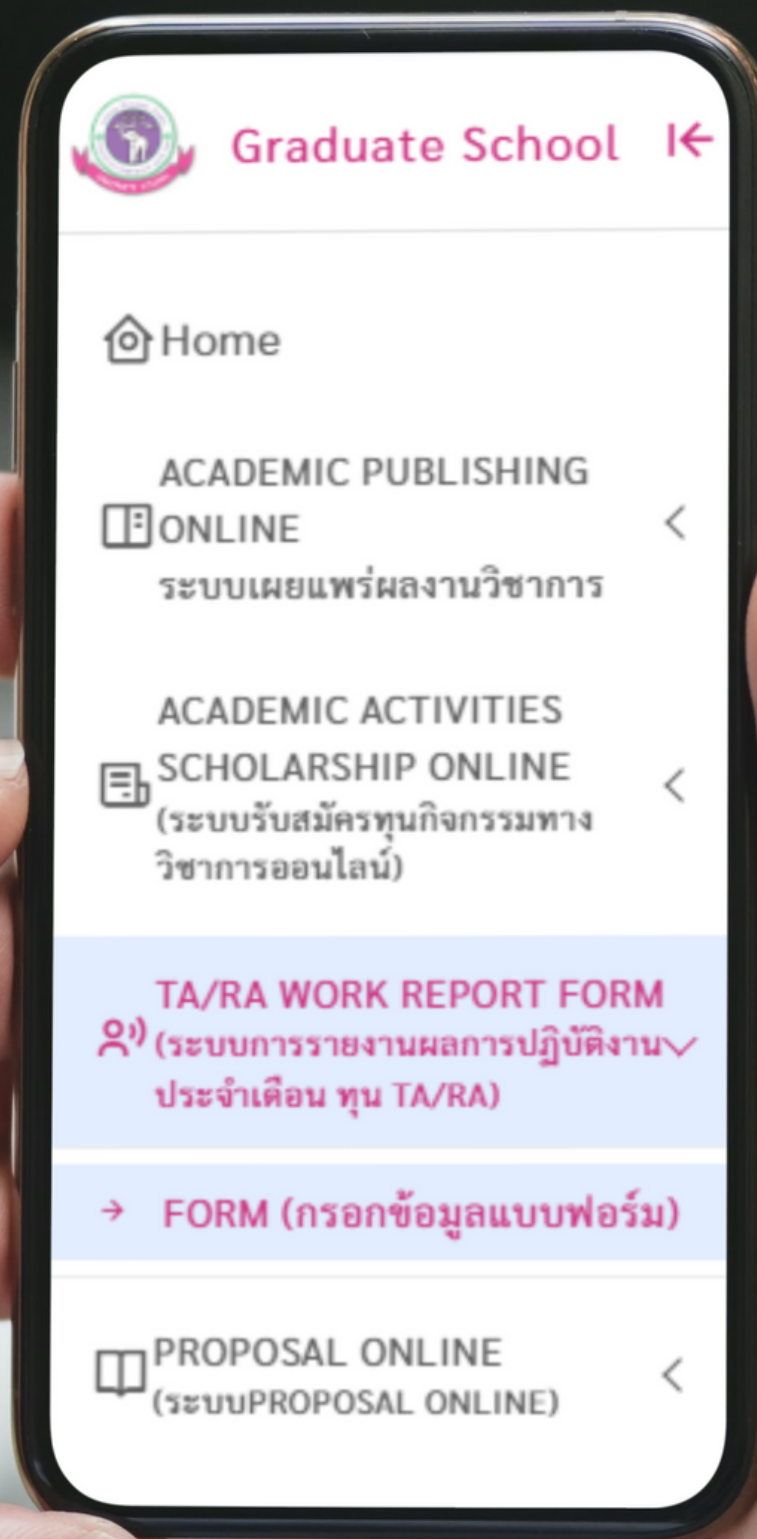 Graduate School
Home
ACADEMIC PUBLISHING
ONLINE
ระบบเผยแพร่ผลงานวิชาการ
ACADEMIC ACTIVITIES
SCHOLARSHIP ONLINE
(ระบบรับสมัครทุนกิจกรรมทาง
วิชาการออนไลน์)
TA/RA WORK REPORT FORM
(ระบบการรายงานผลการปฏิบัติงาน
ประจำเดือน ทุน TA/RA)
FORM (กรอกข้อมูลแบบฟอร์ม)
PROPOSAL ONLINE
(ระบบPROPOSAL ONLINE)